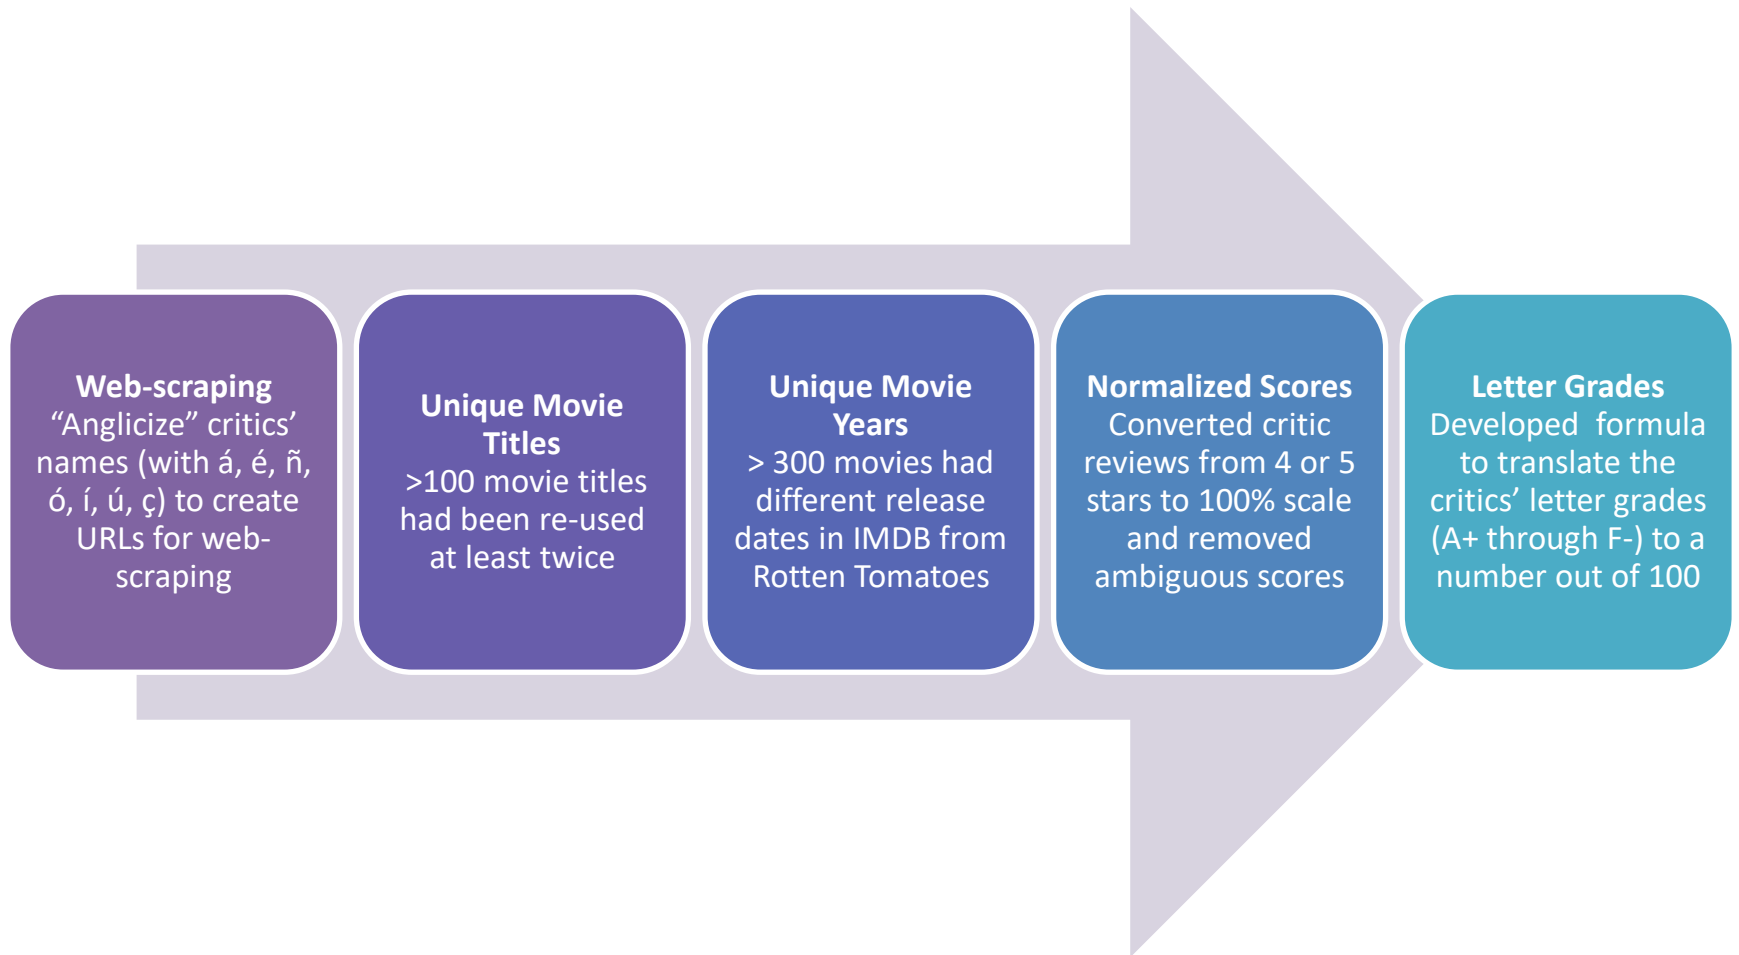 Web-scraping
“Anglicize” critics’
names (with á, é, ñ,
ó, í, ú, ç) to create
URLs for web-
scraping
Unique Movie
Titles
>100 movie titles
had been re-used
at least twice
Unique Movie
Years
> 300 movies had
different release
dates in IMDB from
Rotten Tomatoes
Normalized Scores
Converted critic
reviews from 4 or 5
stars to 100% scale
and removed
ambiguous scores
Letter Grades
Developed  formula
to translate the
critics’ letter grades
(A+ through F-) to a
number out of 100